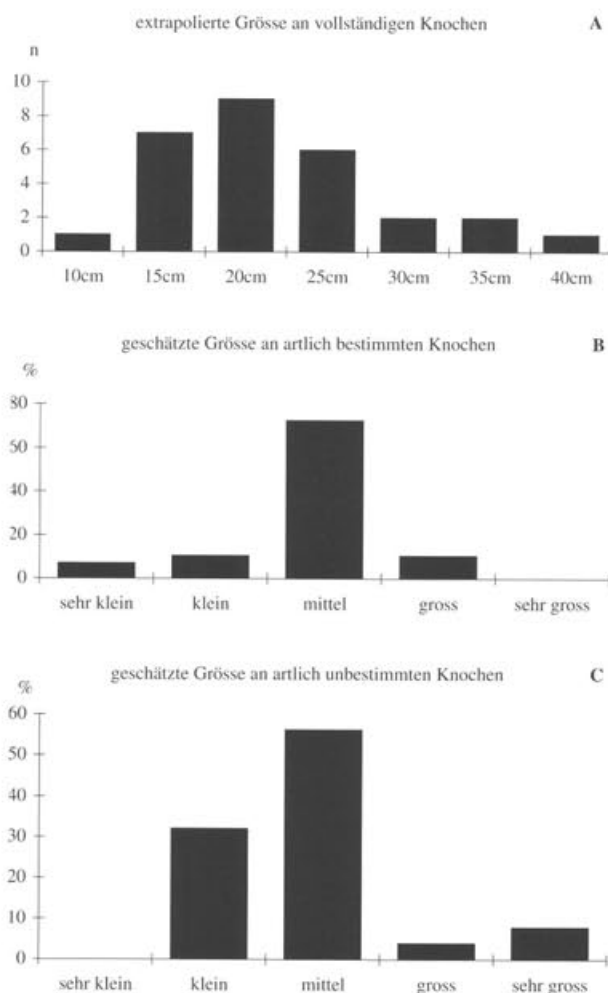 extrapolierte Grösse an vollständigen Knochen A
n
10
8
6
4
2
0
10cm 15cm 20cm 25cm 30cm 35cm 40cm
geschätzte Grösse an artlich bestimmten Knochen B
%
80
60
40
20
0
sehr klein klein mittel gross sehr gross
geschätzte Grösse an artlich unbestimmten Knochen C
%
60
50
40
30
20
10
0
sehr klein klein mittel gross sehr gross